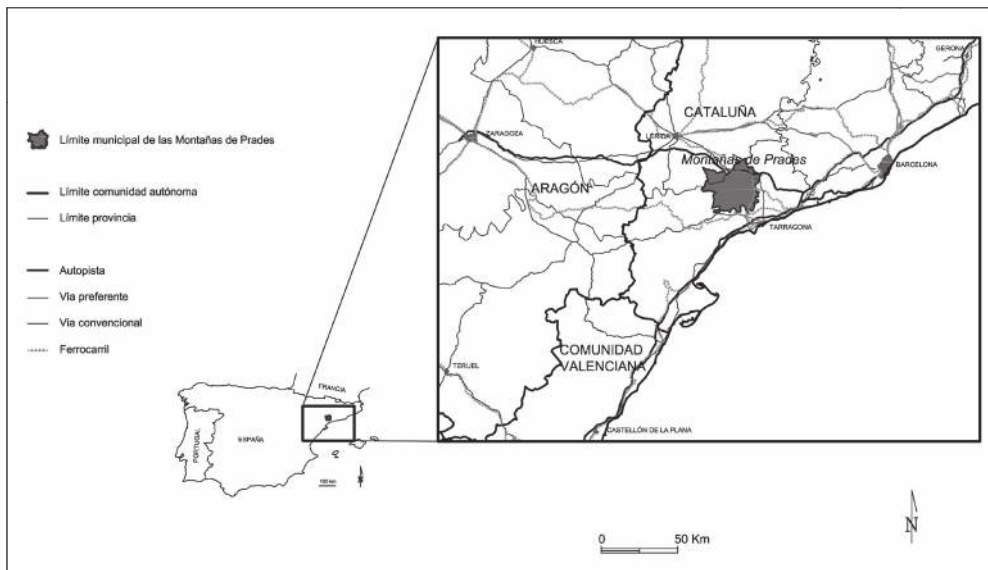 Límite municipal de las Montañas de Prades
Límite comunidad autónoma
Límite provincia
Autopista
Vía preferente
Vía convencional
Ferrocarril
HUESCA
GERONA
CATALUÑA
ZARAGOZA
LÉRIDA
Montañas de Prades
BARCELONA
ARAGÓN
TARRAGONA
COMUNIDAD
VALENCIANA
TERUEL
CASTELLÓN DE LA PLANA
FRANCIA
PORTUGAL
ESPAÑA
100 km
N
0 50 Km